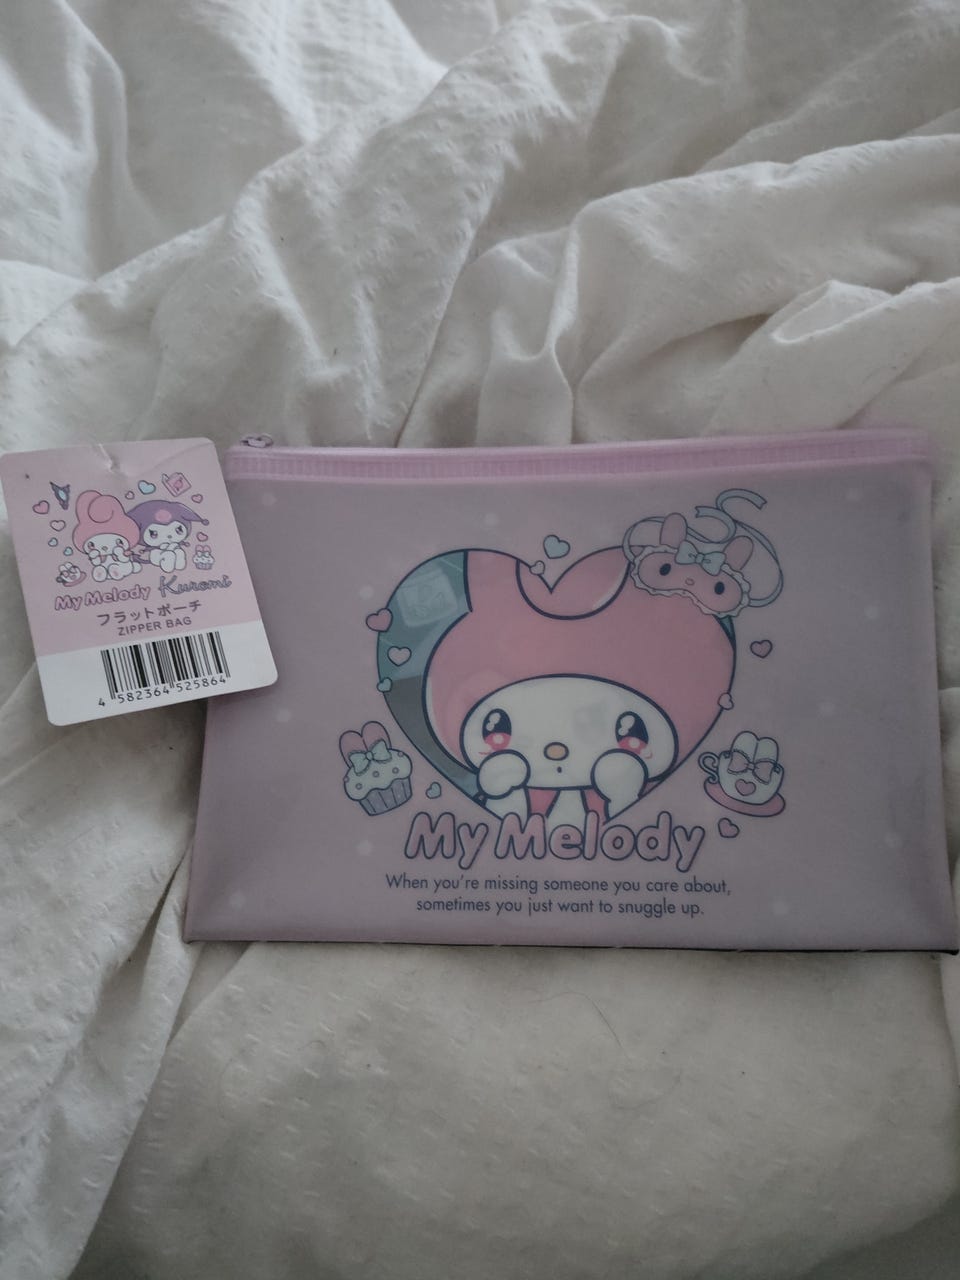 My Melody Kuromi
フラットポーチ
ZIPPER BAG
4 582364 525864
My Melody
When you're missing someone you care about,
sometimes you just want to snuggle up.